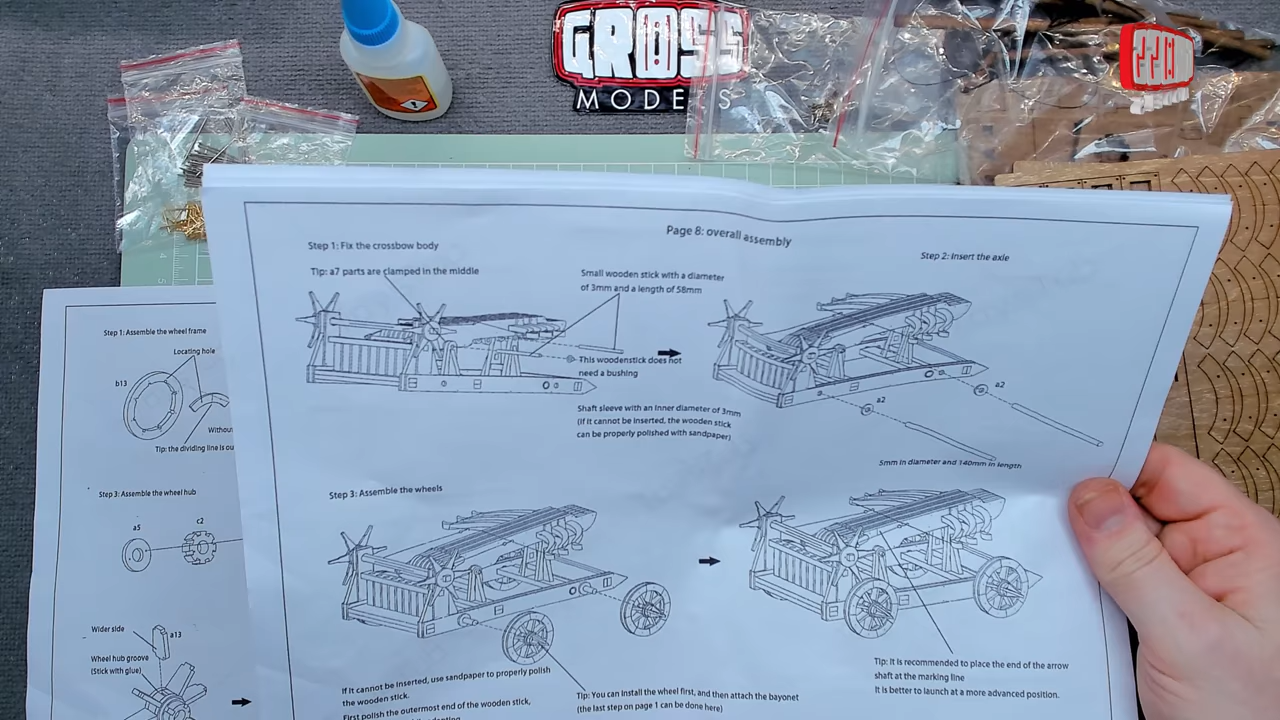 GROSS
MODELS
Page 8: overall assembly
Step 1: Fix the crossbow body
Tip: a7 parts are clamped in the middle
Small wooden stick with a diameter
of 3mm and a length of 58mm
This woodenstick does not
need a bushing
Shaft sleeve with an inner diameter of 3mm
(if it cannot be inserted, the wooden stick
can be properly polished with sandpaper)
Step 2: Insert the axle
a2
a2
5mm in diameter and 140mm in length
Step 3: Assemble the wheels
If it cannot be inserted, use sandpaper to properly polish
the wooden stick.
First polish the outermost end of the wooden stick,
Tip: You can install the wheel first, and then attach the bayonet
(the last step on page 1 can be done here)
Tip: It is recommended to place the end of the arrow
shaft at the marking line
It is better to launch at a more advanced position.
Step 1: Assemble the wheel frame
Locating hole
b13
Tip: the dividing line is
Step 3: Assemble the wheel hub
a5
c2
Wider side
a13
Wheel hub groove
(Stick with glue)